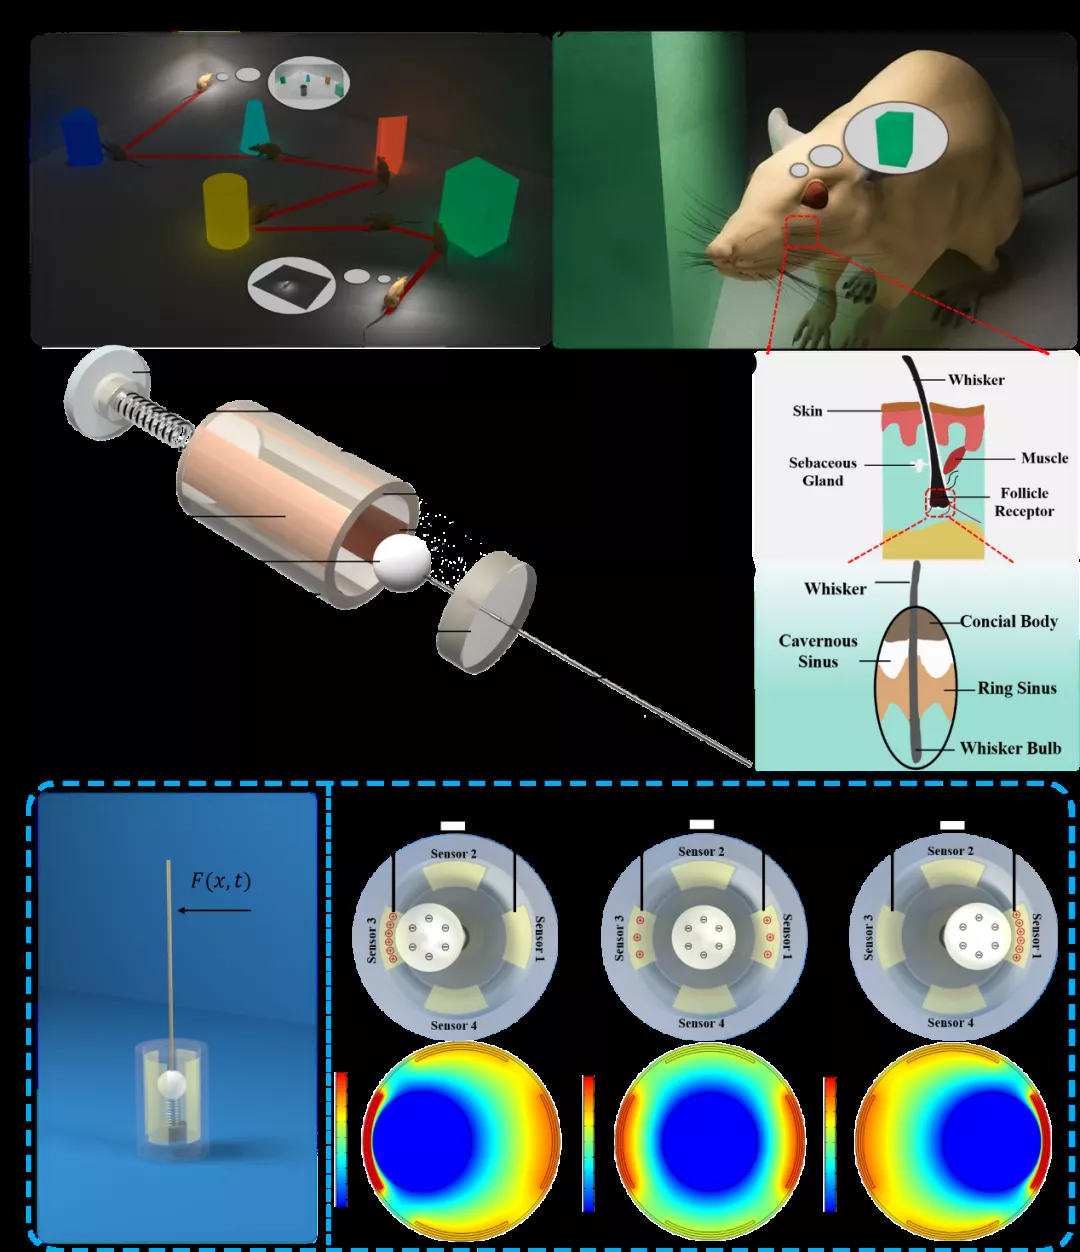 Whisker
Skin
Sebaceous
Gland
Muscle
Follicle
Receptor
Whisker
Concial Body
Cavernous
Sinus
Ring Sinus
Whisker Bulb
F(x,t)
Sensor 2
Sensor 3
Sensor 1
Sensor 4
Sensor 2
Sensor 3
Sensor 1
Sensor 4
Sensor 2
Sensor 3
Sensor 1
Sensor 4